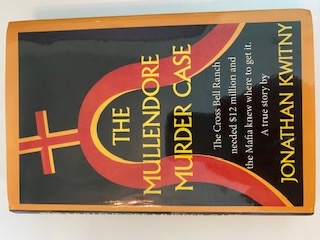 THE
MULLENDORE
MURDER CASE
The Cross Bell Ranch
needed $12 million and
the Mafia knew where to get it.
A true story by
JONATHAN KWITNY